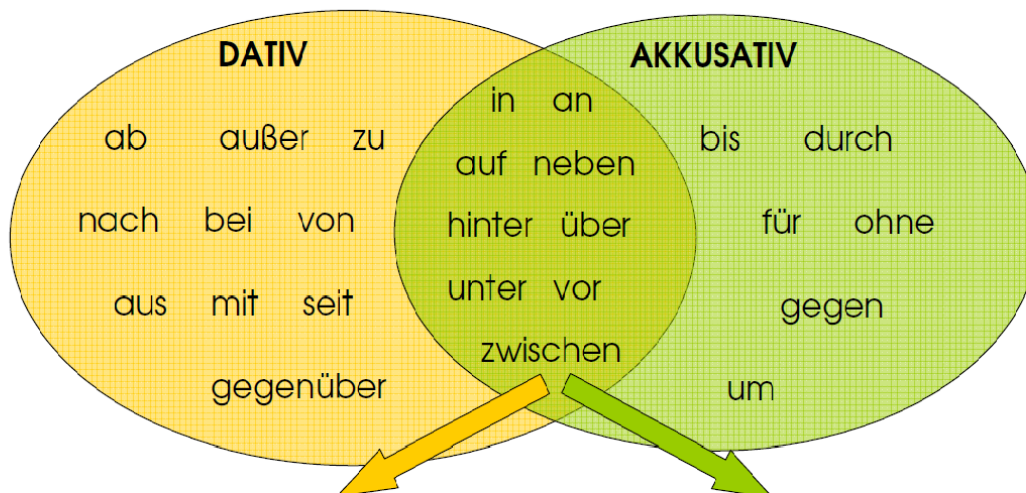 DATIV
ab außer zu
nach bei von
aus mit seit
gegenüber
in an
auf neben
hinter über
unter vor
zwischen
AKKUSATIV
bis durch
für ohne
gegen
um